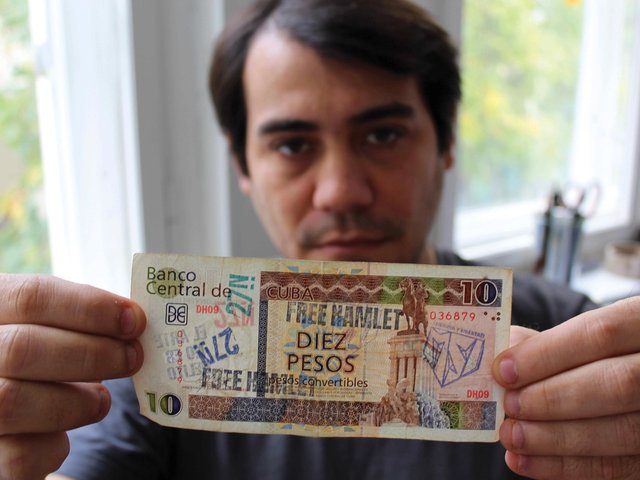 Banco
Central de
CUBA
10
27N
DH09
036879
FREE HAMLET
DIEZ
PESOS
pesos convertibles
27N
FREE HAMLET
10
DH09